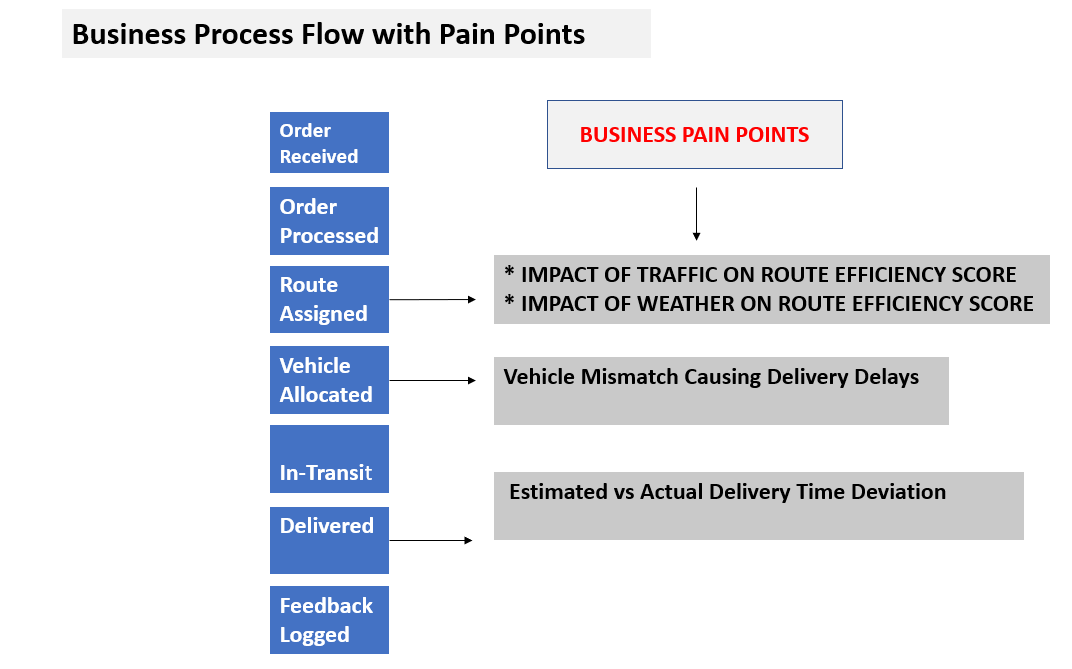 Business Process Flow with Pain Points
BUSINESS PAIN POINTS
Order
Received
Order
Processed
Route
Assigned
* IMPACT OF TRAFFIC ON ROUTE EFFICIENCY SCORE
* IMPACT OF WEATHER ON ROUTE EFFICIENCY SCORE
Vehicle
Allocated
Vehicle Mismatch Causing Delivery Delays
In-Transit
Estimated vs Actual Delivery Time Deviation
Delivered
Feedback
Logged